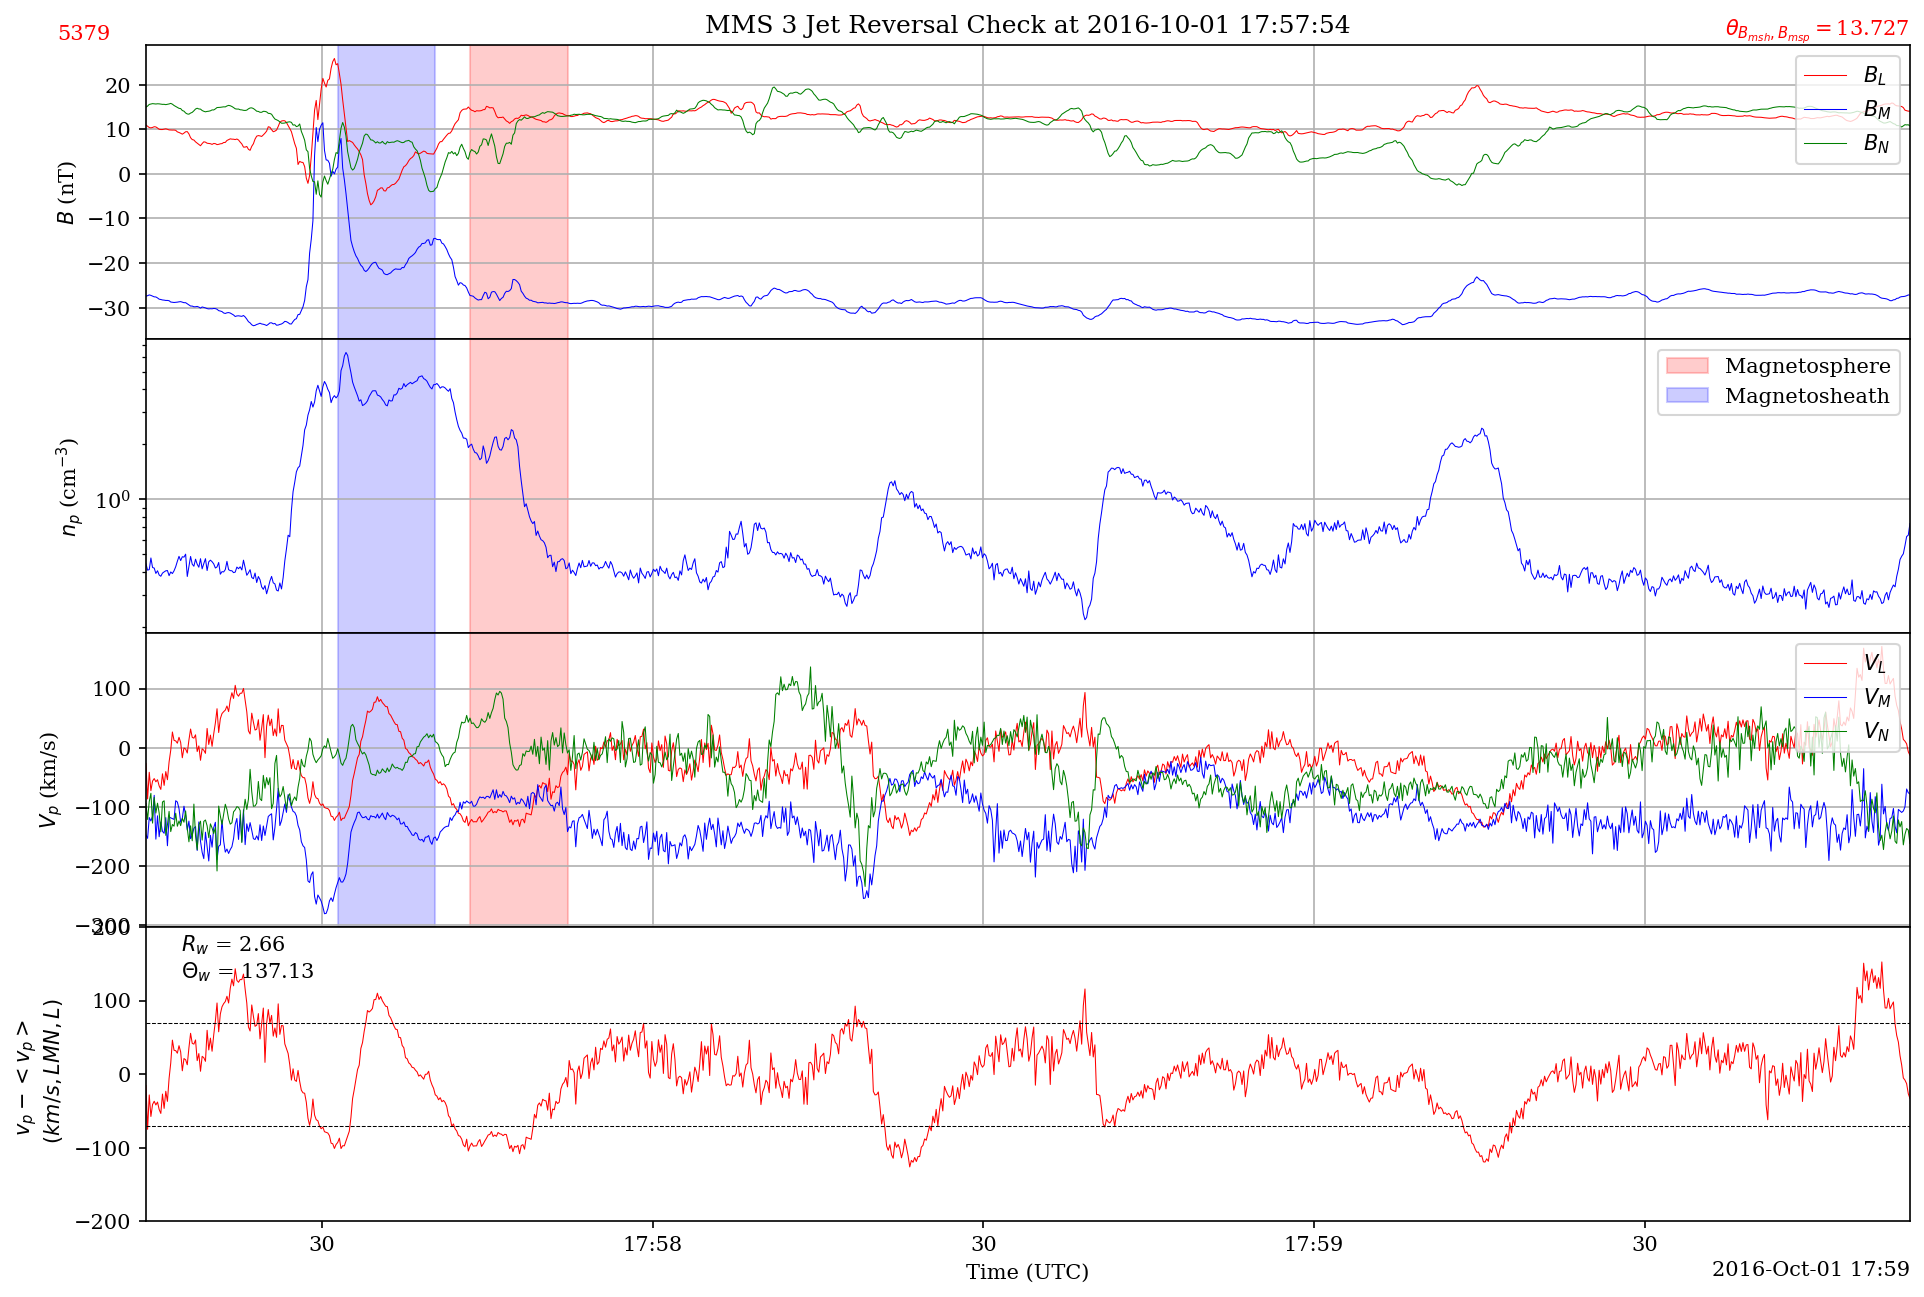 5379
MMS 3 Jet Reversal Check at 2016-10-01 17:57:54
θ_{B_{msh}, B_{msp}} = 13.727
B (nT)
20
10
0
−10
−20
−30
B_L
B_M
B_N
n_p (cm⁻³)
10⁰
Magnetosphere
Magnetosheath
V_p (km/s)
100
0
−100
−200
−300
V_L
V_M
V_N
v_p − < v_p >
(km/s, LMN, L)
200
100
0
−100
−200
R_w = 2.66
Θ_w = 137.13
30
17:58
30
17:59
30
Time (UTC)
2016-Oct-01 17:59